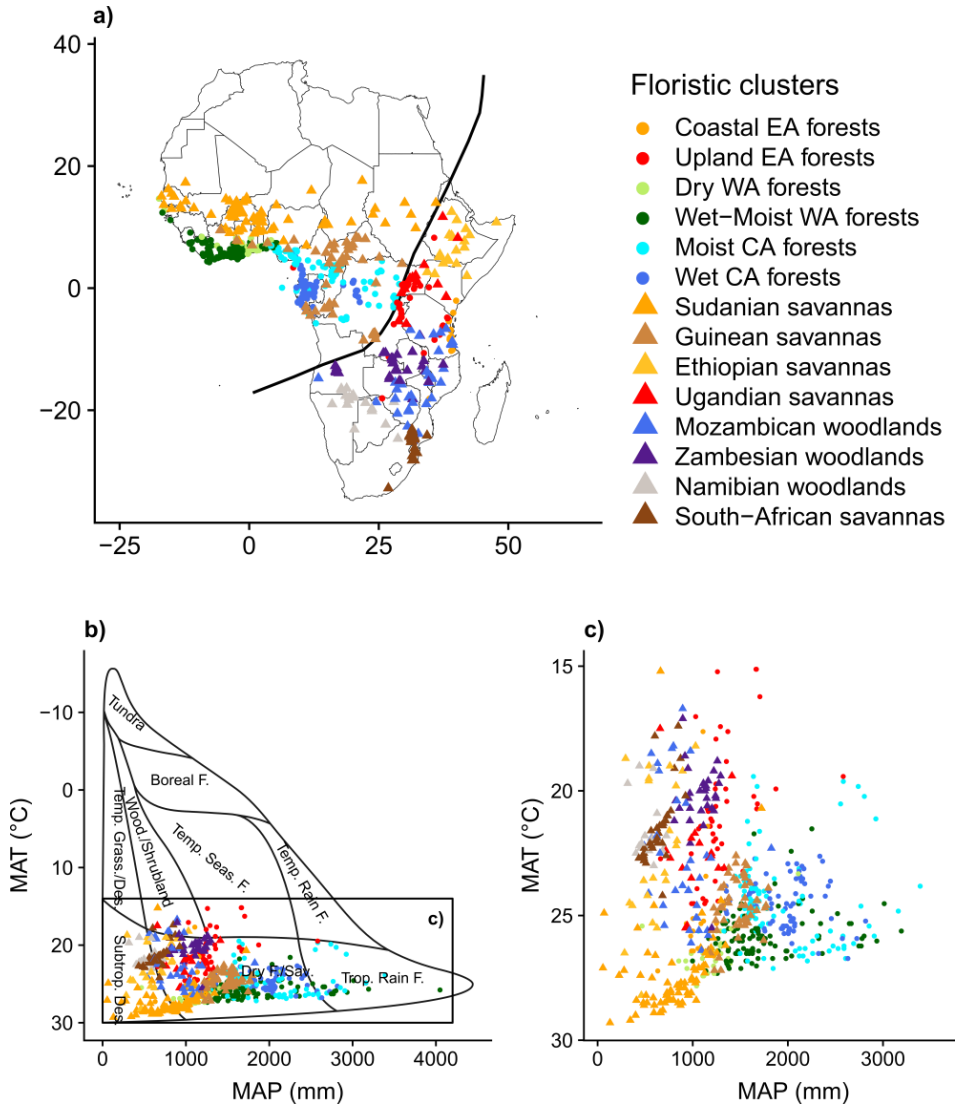 a)
40
20
0
−20
−25
0
25
50
Floristic clusters
Coastal EA forests
Upland EA forests
Dry WA forests
Wet−Moist WA forests
Moist CA forests
Wet CA forests
Sudanian savannas
Guinean savannas
Ethiopian savannas
Ugandian savannas
Mozambican woodlands
Zambesian woodlands
Namibian woodlands
South−African savannas
b)
MAT (°C)
−10
0
10
20
30
Tundra
Boreal F.
Temp. Grass./Des.
Wood./Shrubland
Temp. Seas. F.
Temp. Rain F.
c)
Subtrop. Des.
Dry F./Sav.
Trop. Rain F.
0
1000
2000
3000
4000
MAP (mm)
c)
MAT (°C)
15
20
25
30
0
1000
2000
3000
MAP (mm)